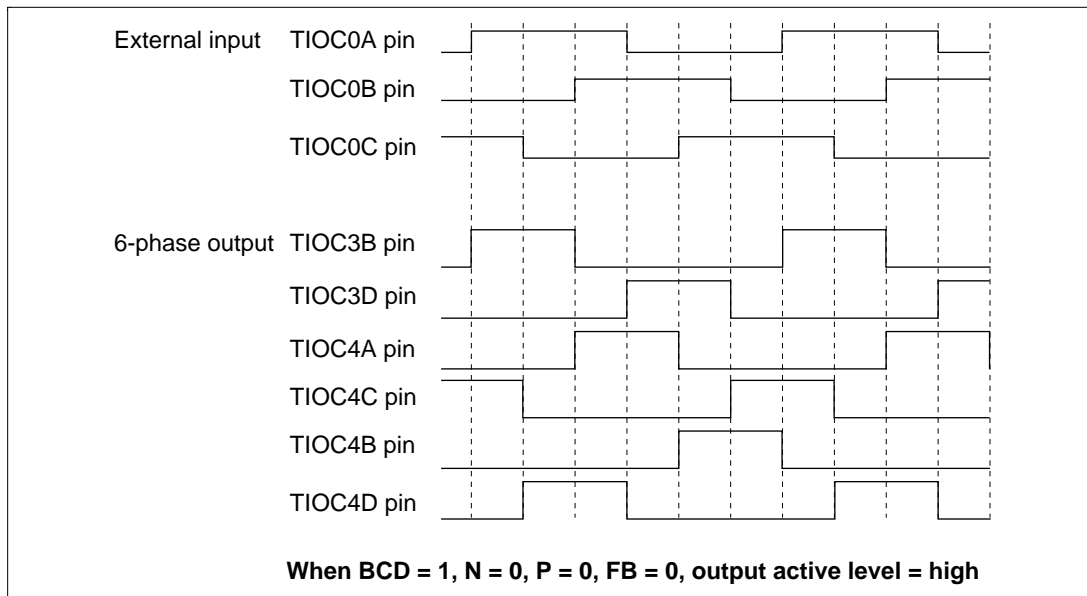 External input TIOC0A pin
TIOC0B pin
TIOC0C pin
6-phase output TIOC3B pin
TIOC3D pin
TIOC4A pin
TIOC4C pin
TIOC4B pin
TIOC4D pin
When BCD = 1, N = 0, P = 0, FB = 0, output active level = high